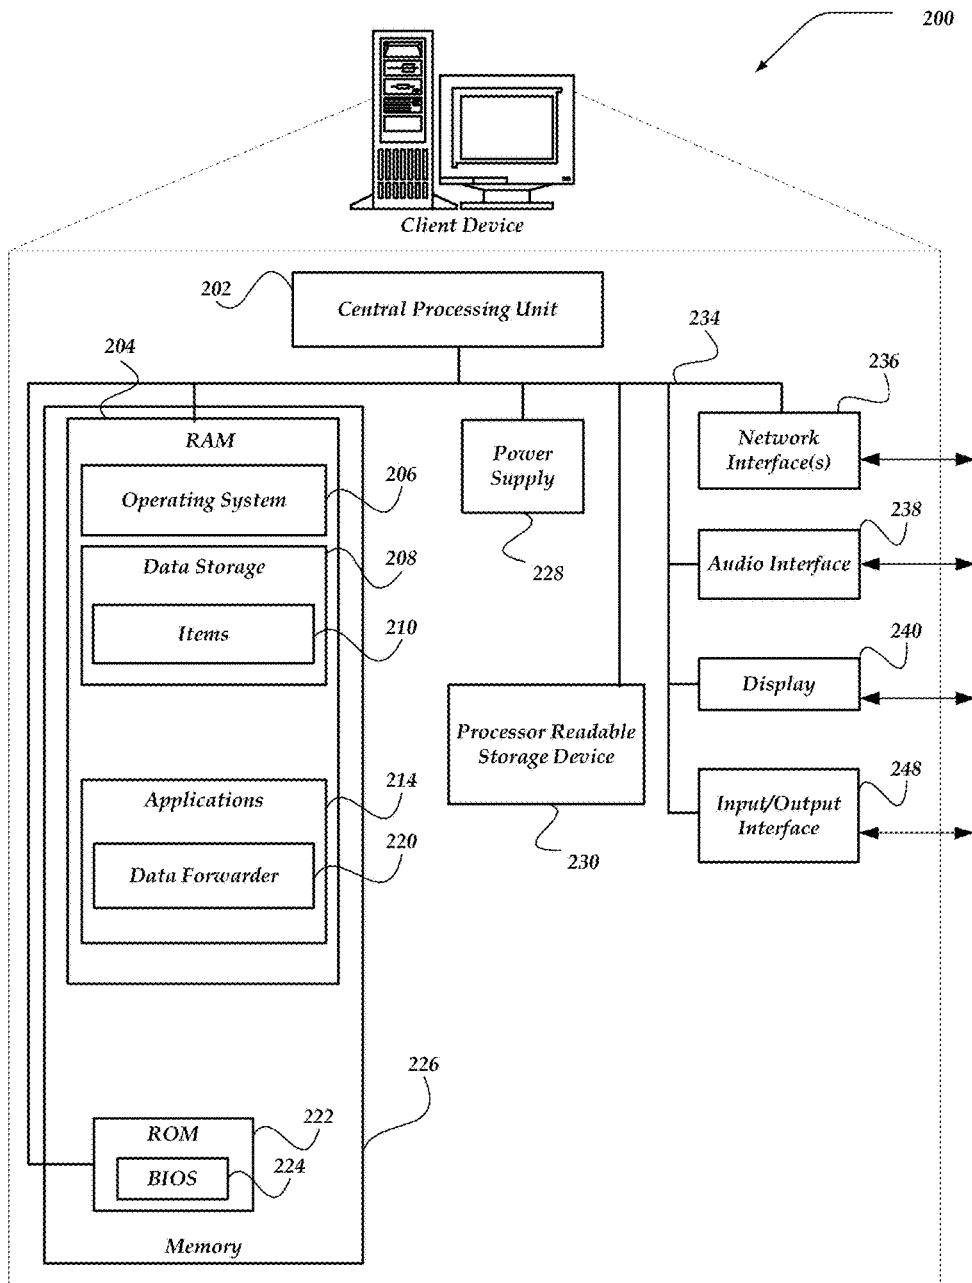 200
Client Device
202
Central Processing Unit
234
204
236
RAM
Network
Interface(s)
Power
Supply
Operating System
206
238
228
Data Storage
208
Audio Interface
Items
210
240
Display
Processor Readable
Storage Device
248
Applications
214
Input/Output
Interface
230
Data Forwarder
220
226
ROM
222
BIOS
224
Memory